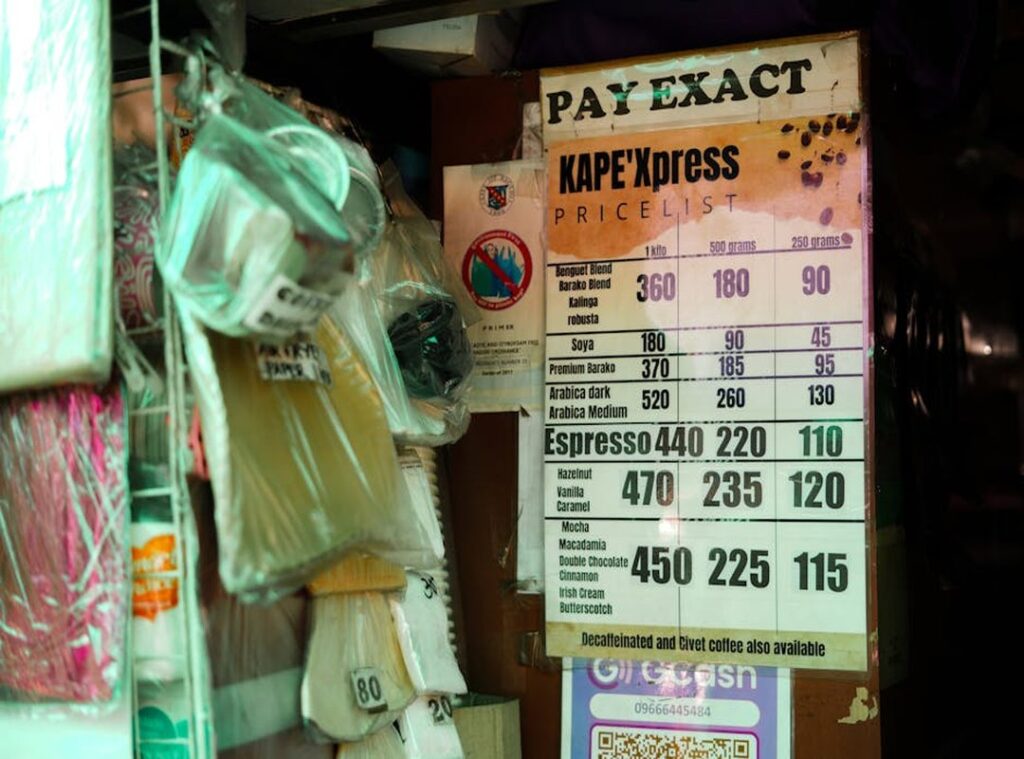 PAY EXACT
KAPE'Xpress
PRICELIST
1 kilo 500 grams 250 grams
Benguet Blend
Barako Blend
Kalinga
robusta
360 180 90
Soya 180 90 45
Premium Barako 370 185 95
Arabica dark
Arabica Medium
520 260 130
Espresso 440 220 110
Hazelnut
Vanilla
Caramel
470 235 120
Mocha
Macadamia
Double Chocolate
Cinnamon
Irish Cream
Butterscotch
450 225 115
Decaffeinated and Civet coffee also available
GCash
09666445484
PRIMER
PAPER
80
20